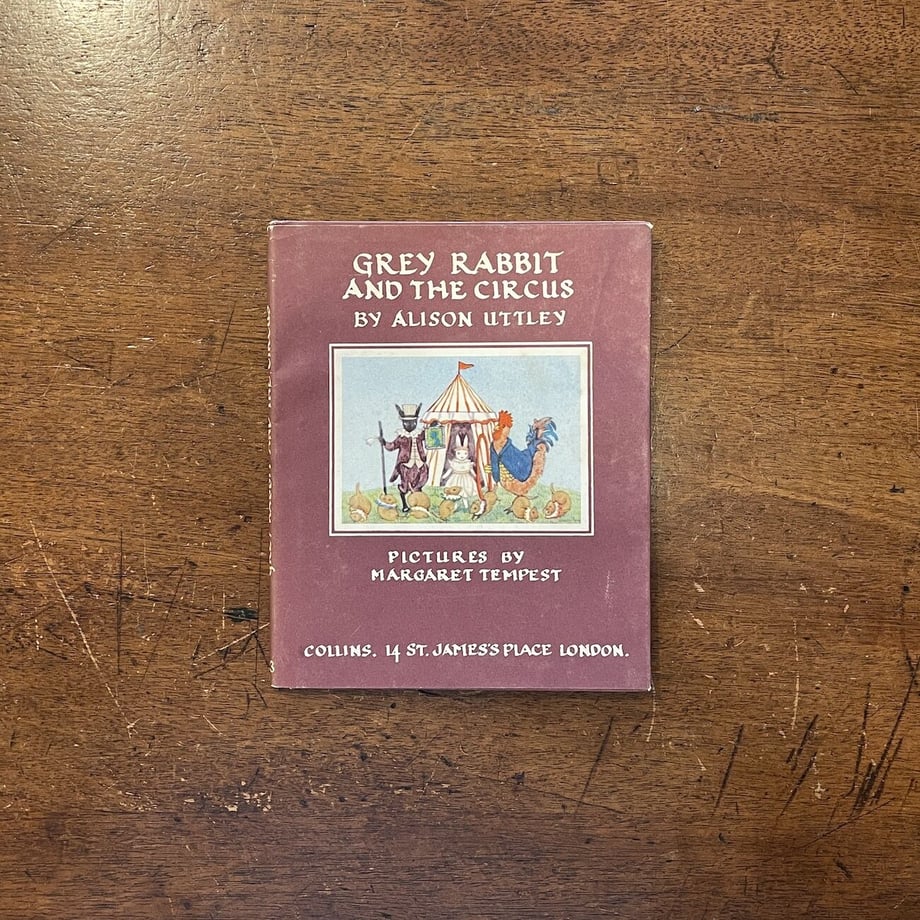 GREY RABBIT
AND THE CIRCUS
BY ALISON UTTLEY
PICTURES BY
MARGARET TEMPEST
COLLINS. 14 ST. JAMES'S PLACE LONDON.